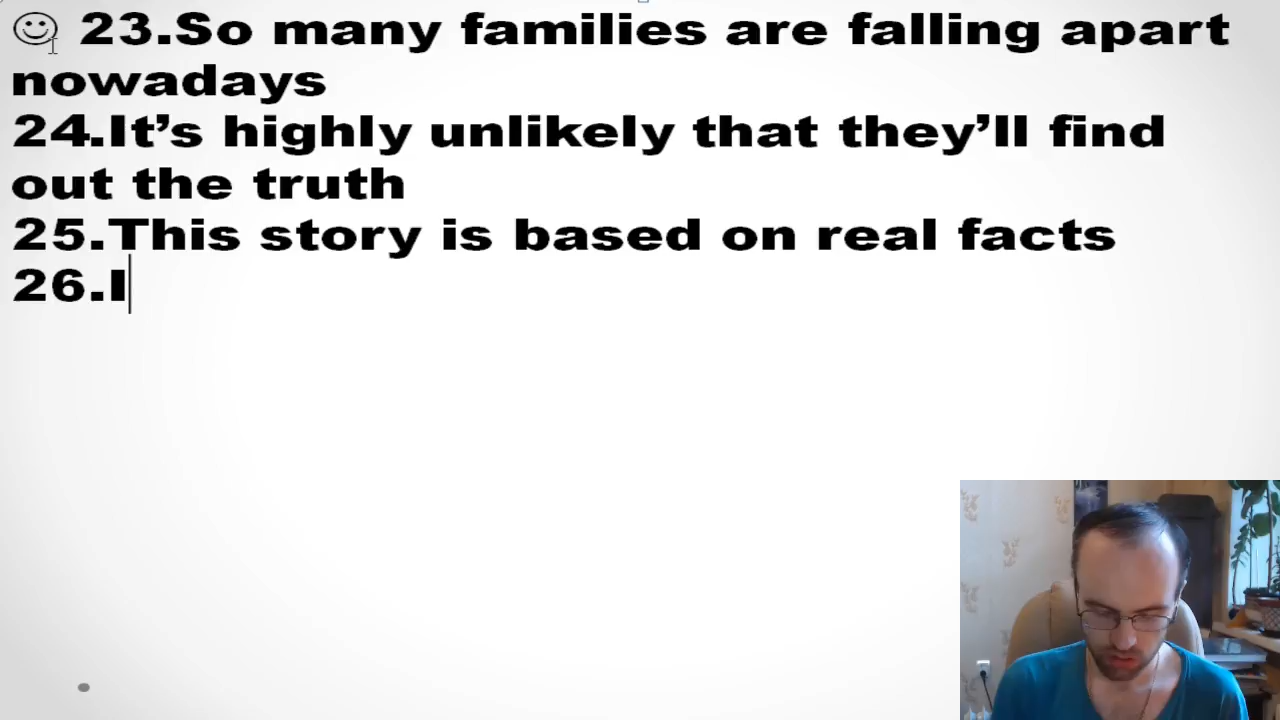 ☺ 23.So many families are falling apart
nowadays
24.It’s highly unlikely that they’ll find
out the truth
25.This story is based on real facts
26.I